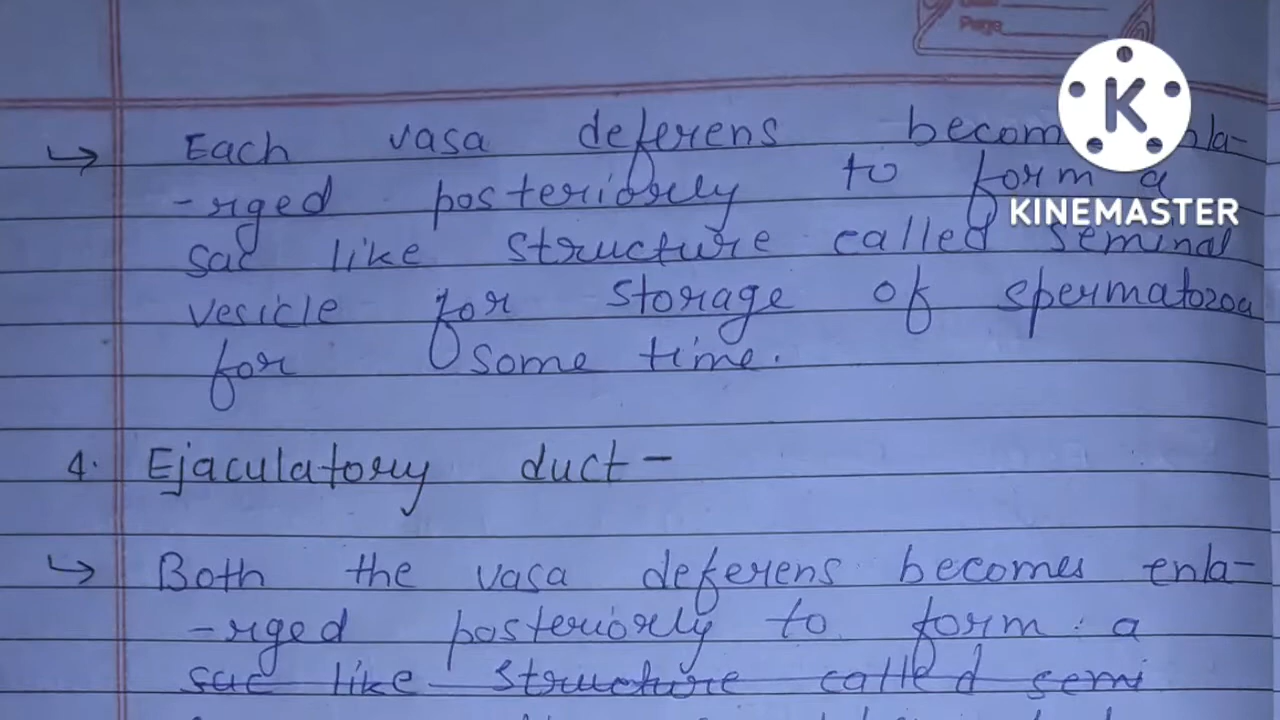 Page
→ Each vasa deferens becom nla-
K
-rged posteriorly to form a
KINEMASTER
sac like structure called seminal
vesicle for storage of spermatozoa
for some time.
4. Ejaculatory duct -
→ Both the vasa deferens becomes enla-
-rged posteriorly to form a
sac like structure called semi